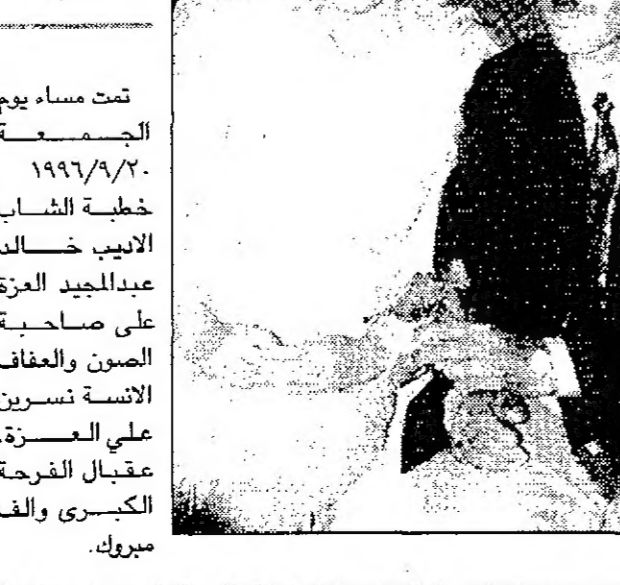 تمت مساء يوم
الجمعة
١٩٩٦/٩/٢٠
خطبة الشاب
الاديب خالد
عبدالمجيد العزة
على صاحبة
الصون والعفاف
الانسة نسرين
علي العزة.
عقبال الفرحة
الكبرى والف
مبروك.